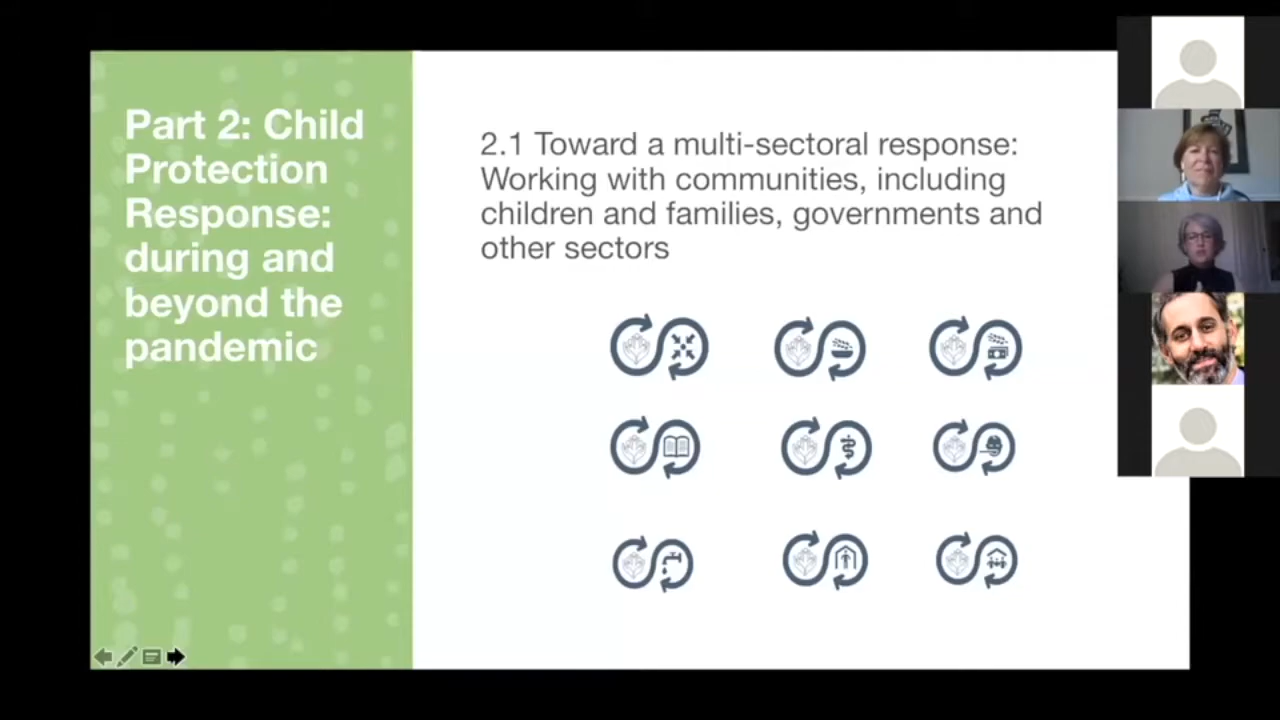 Part 2: Child
Protection
Response:
during and
beyond the
pandemic
2.1 Toward a multi-sectoral response:
Working with communities, including
children and families, governments and
other sectors